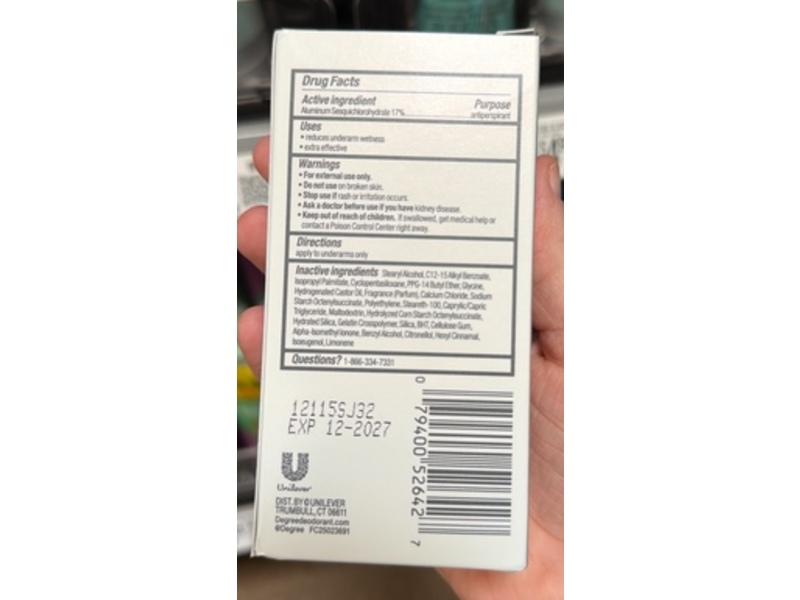 Drug Facts
Active ingredient Purpose
Aluminum Sesquichlorohydrate 17% antiperspirant
Uses
• reduces underarm wetness
• extra effective
Warnings
• For external use only.
• Do not use on broken skin.
• Stop use if rash or irritation occurs.
• Ask a doctor before use if you have kidney disease.
• Keep out of reach of children. If swallowed, get medical help or
contact a Poison Control Center right away.
Directions
apply to underarms only
Inactive ingredients Stearyl Alcohol, C12-15 Alkyl Benzoate,
Isopropyl Palmitate, Cyclopentasiloxane, PPG-14 Butyl Ether, Glycine,
Hydrogenated Castor Oil, Fragrance (Parfum), Calcium Chloride, Sodium
Starch Octenylsuccinate, Polyethylene, Steareth-100, Caprylic/Capric
Triglyceride, Maltodextrin, Hydrolyzed Corn Starch Octenylsuccinate,
Hydrated Silica, Gelatin Crosspolymer, Silica, BHT, Cellulose Gum,
Alpha-Isomethyl Ionone, Benzyl Alcohol, Citronellol, Hexyl Cinnamal,
Isoeugenol, Limonene
Questions? 1-866-334-7331
12115SJ32
EXP 12-2027
0 79400 52642 7
Unilever
DIST. BY © UNILEVER
TRUMBULL, CT 06611
Degreedeodorant.com
@Degree FC25023691